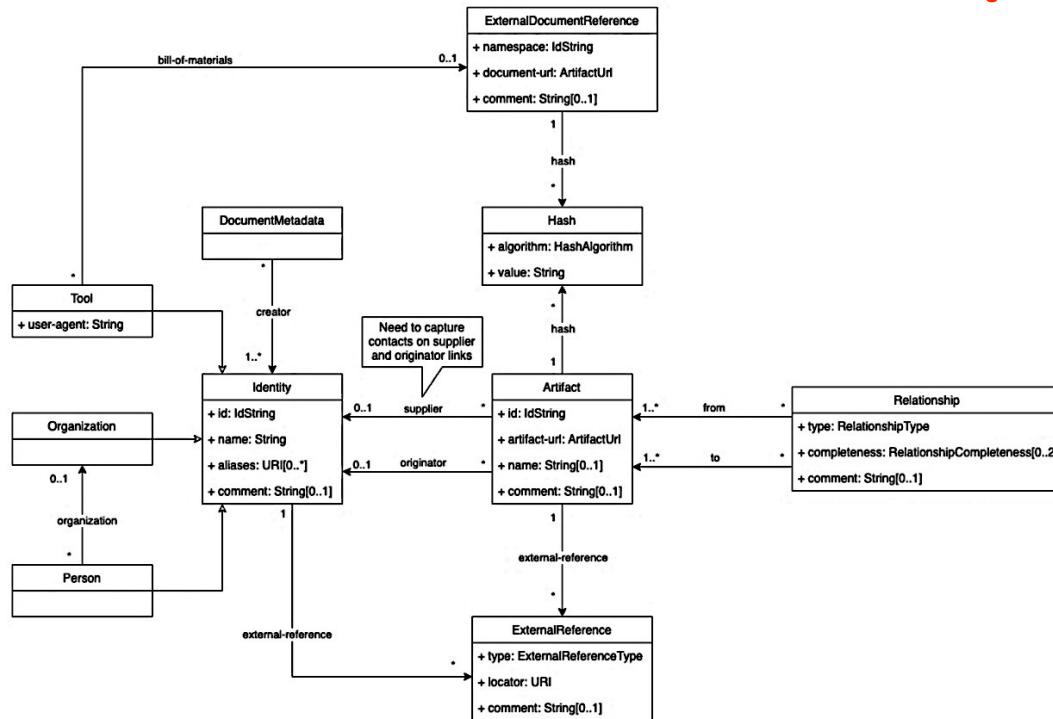 ExternalDocumentReference
+ namespace: IdString
+ document-url: ArtifactUrl
+ comment: String[0..1]
bill-of-materials
0..1
1
hash
*
DocumentMetadata
Hash
+ algorithm: HashAlgorithm
+ value: String
*
Tool
+ user-agent: String
*
creator
1..*
Need to capture
contacts on supplier
and originator links
*
hash
1
Identity
+ id: IdString
+ name: String
+ aliases: URI[0..*]
+ comment: String[0..1]
0..1
supplier
*
0..1
originator
*
Artifact
+ id: IdString
+ artifact-url: ArtifactUrl
+ name: String[0..1]
+ comment: String[0..1]
1..*
from
*
1..*
to
*
Relationship
+ type: RelationshipType
+ completeness: RelationshipCompleteness[0..2
+ comment: String[0..1]
Organization
0..1
organization
*
Person
1
external-reference
*
1
external-reference
*
ExternalReference
+ type: ExternalReferenceType
+ locator: URI
+ comment: String[0..1]